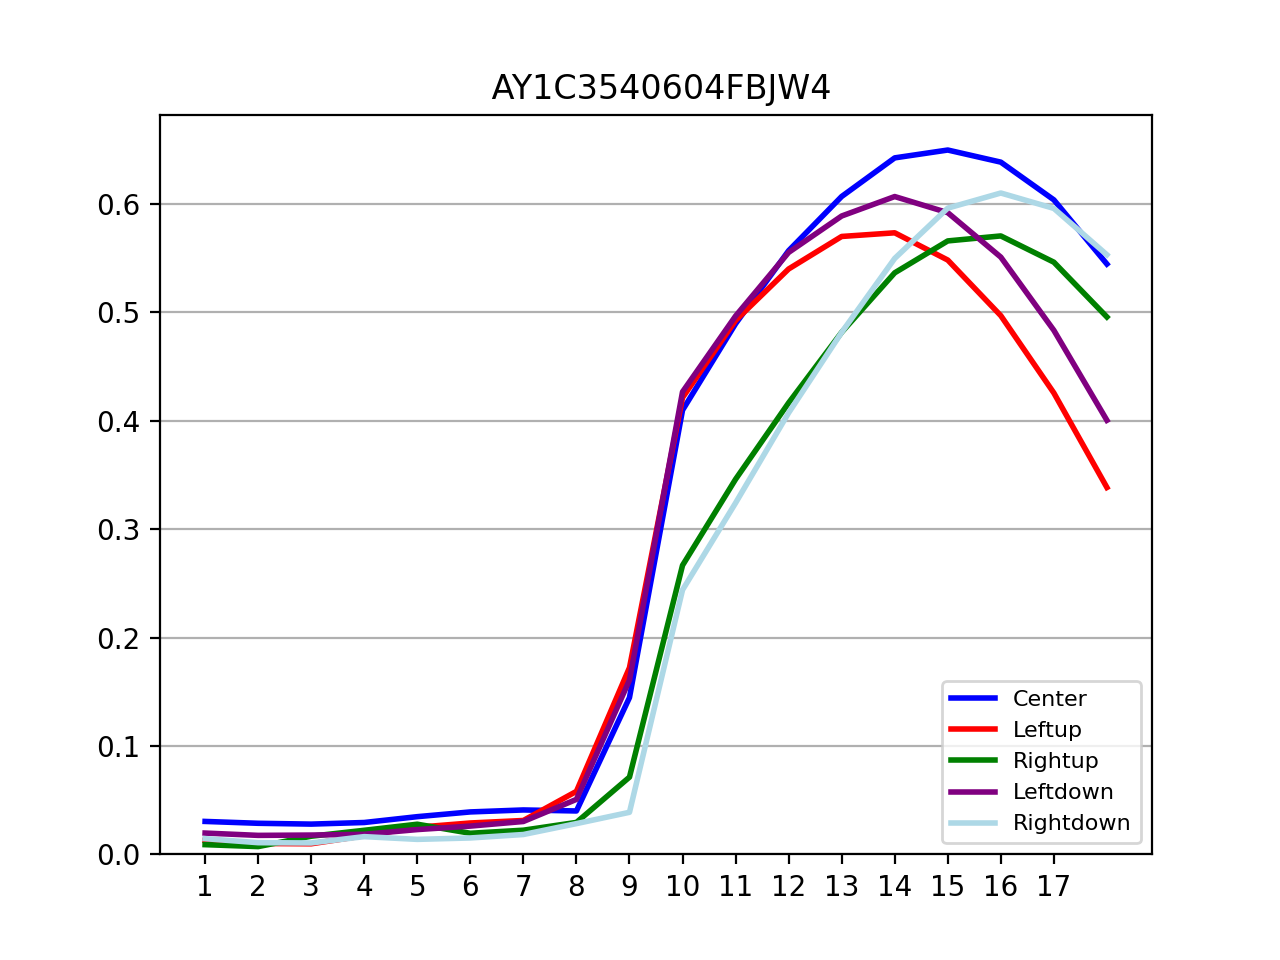 AY1C3540604FBJW4
0.6
0.5
0.4
0.3
0.2
0.1
0.0
Center
Leftup
Rightup
Leftdown
Rightdown
1 2 3 4 5 6 7 8 9 10 11 12 13 14 15 16 17